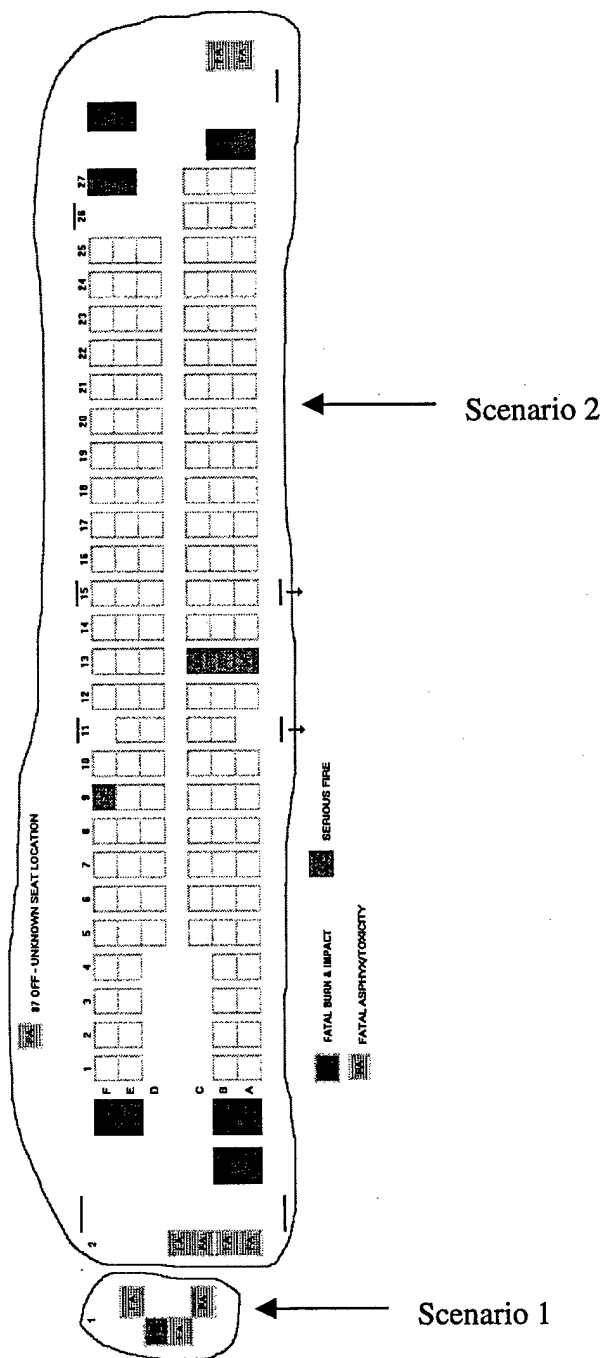 27
26
25
24
23
22
21
20
19
18
17
16
15
14
13
12
11
10
9
8
7
6
5
4
3
2
1
F
E
D
C
B
A
2
1
Scenario 2
Scenario 1
87 OFF - UNKNOWN SEAT LOCATION
SERIOUS FIRE
FATAL BURN & IMPACT
FATAL ASPHYX/TOXICITY